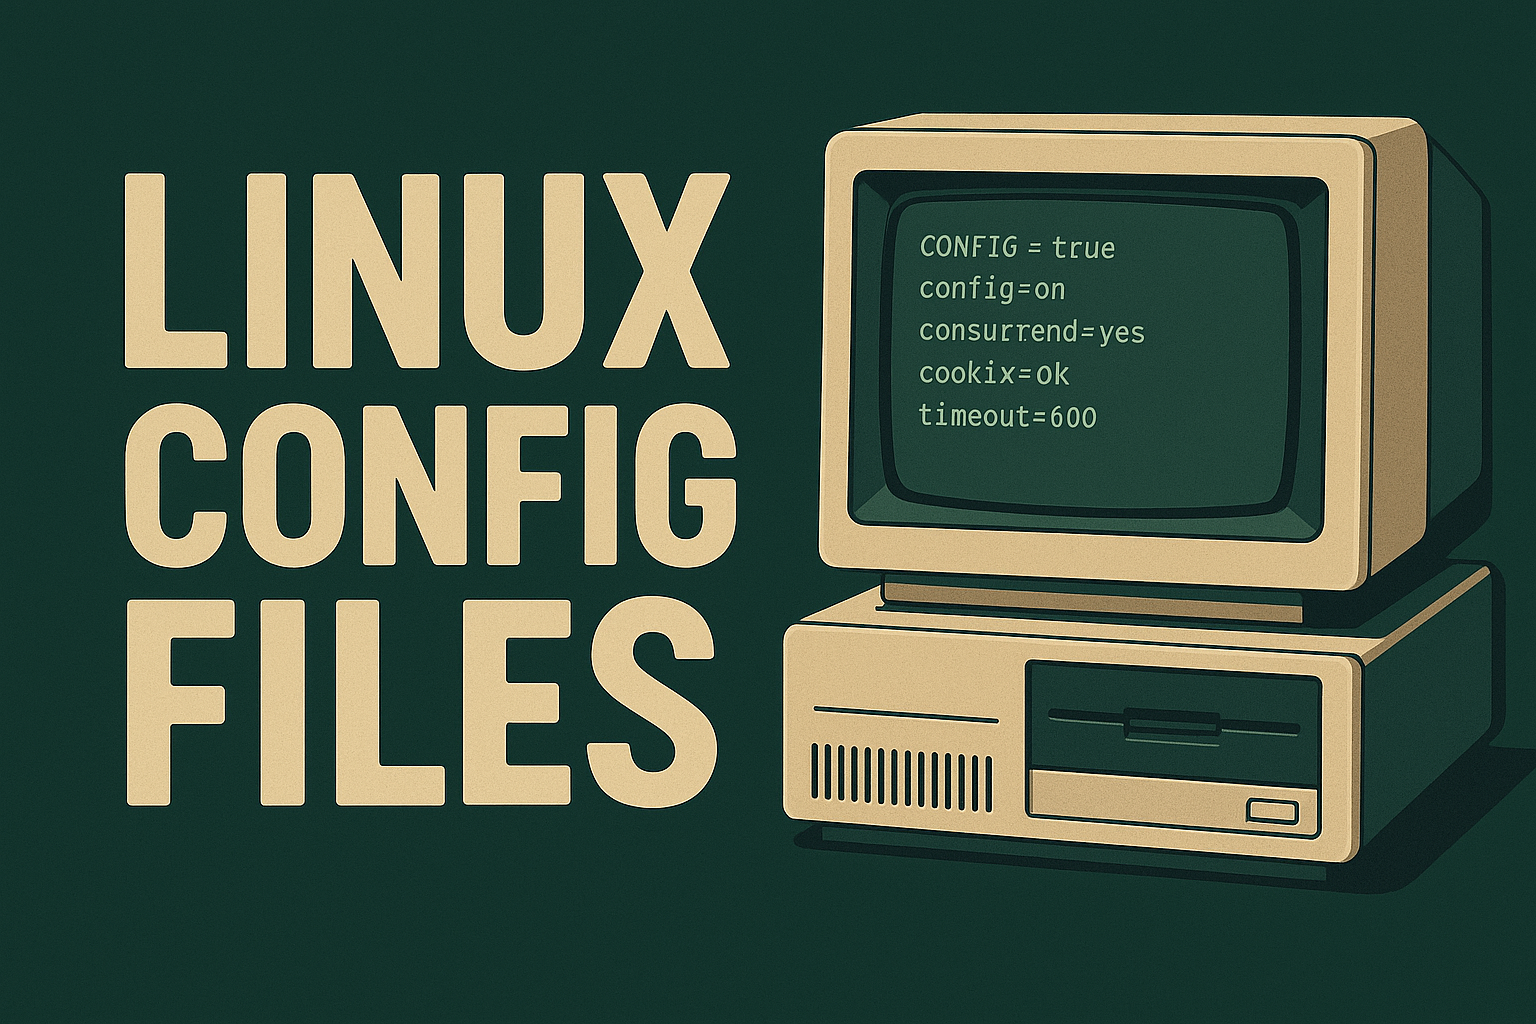 LINUX
CONFIG
FILES
CONFIG = true
config=on
consurrend=yes
cookix=ok
timeout=600